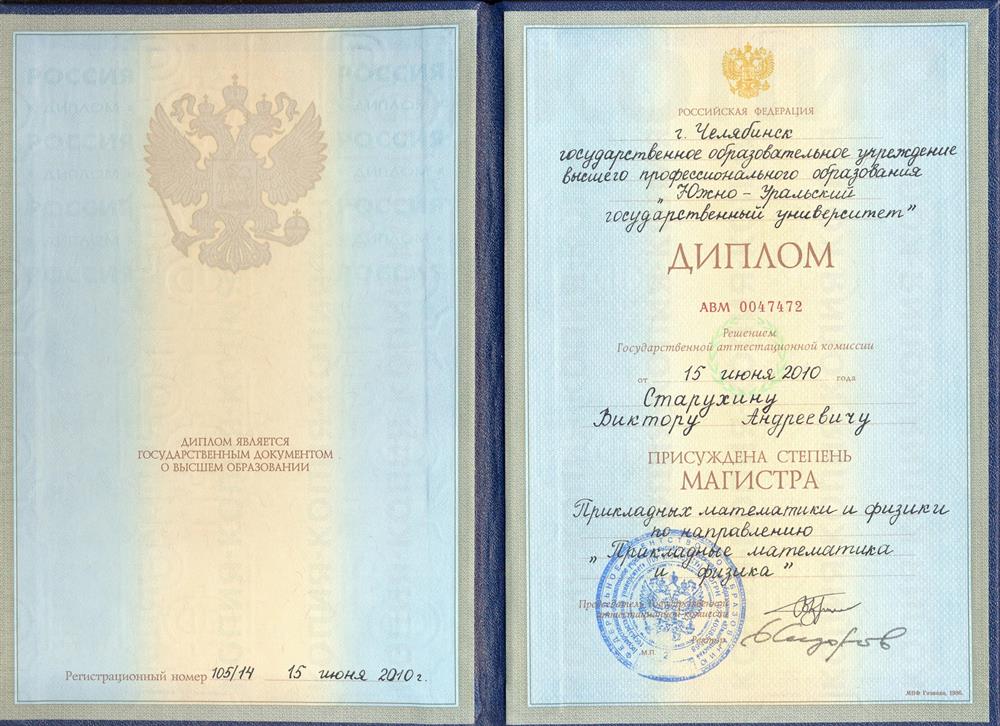 ДИПЛОМ ЯВЛЯЕТСЯ
ГОСУДАРСТВЕННЫМ ДОКУМЕНТОМ
О ВЫСШЕМ ОБРАЗОВАНИИ
Регистрационный номер 105/14 15 июня 2010 г.
РОССИЙСКАЯ ФЕДЕРАЦИЯ
г. Челябинск
государственное образовательное учреждение
высшего профессионального образования
„Южно - Уральский
государственный университет"
ДИПЛОМ
АВМ 0047472
Решением
Государственной аттестационной комиссии
от 15 июня 2010 года
Старухину
Виктору Андреевичу
ПРИСУЖДЕНА СТЕПЕНЬ
МАГИСТРА
Прикладных математики и физики
по направлению
„Прикладные математика
и физика"
Председатель Государственной
аттестационной комиссии
Ректор
М.П.